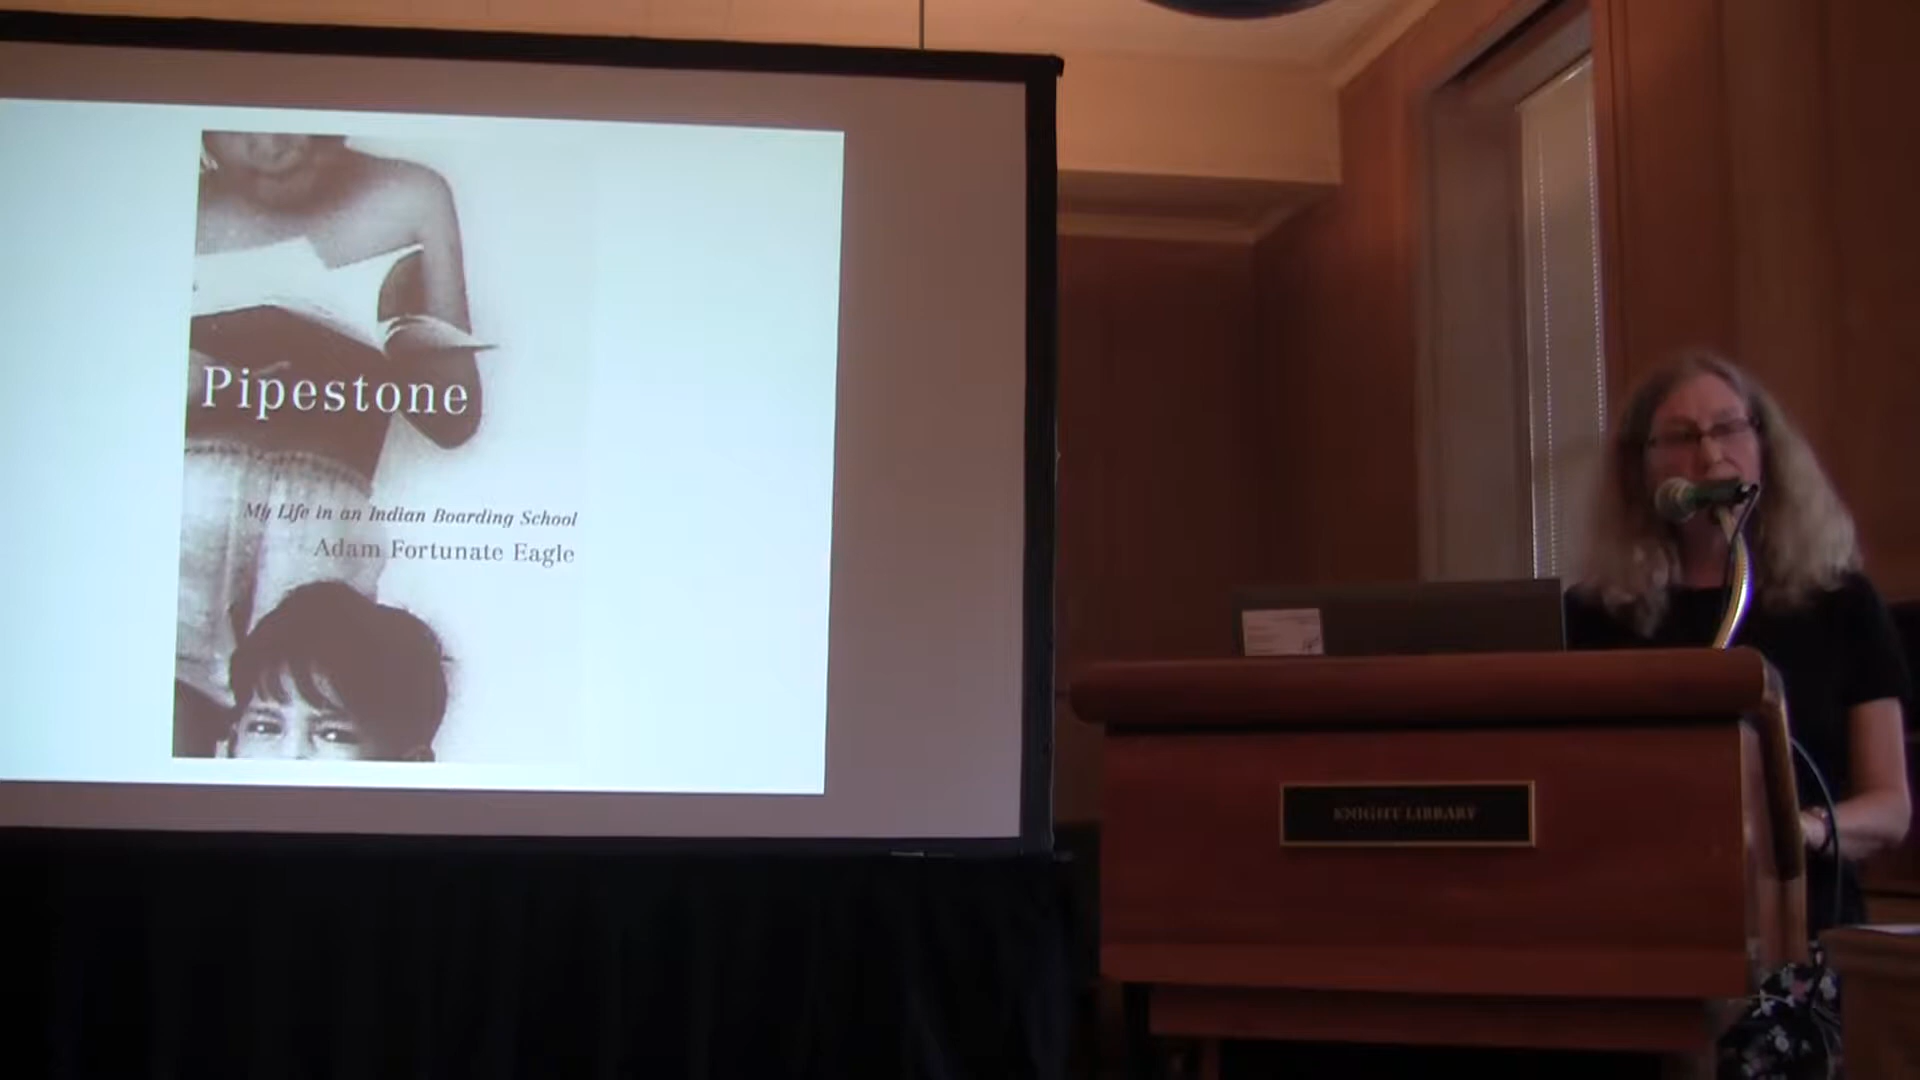 Pipestone
My Life in an Indian Boarding School
Adam Fortunate Eagle
KNIGHT LIBRARY